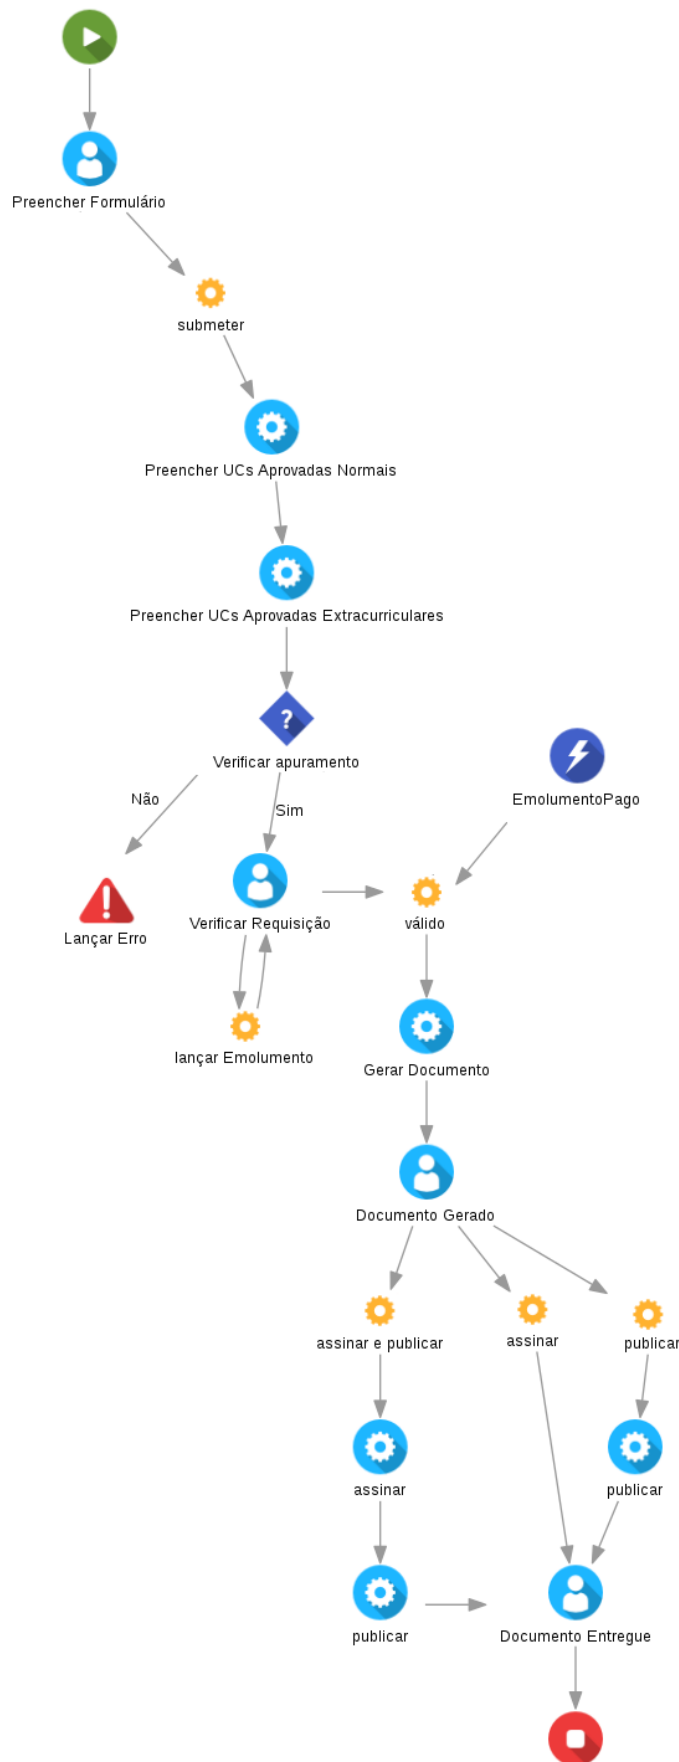 Preencher Formulário
submeter
Preencher UCs Aprovadas Normais
Preencher UCs Aprovadas Extracurriculares
?
Verificar apuramento
EmolumentoPago
Não
Sim
Lançar Erro
Verificar Requisição
válido
lançar Emolumento
Gerar Documento
Documento Gerado
assinar e publicar
assinar
publicar
assinar
publicar
publicar
Documento Entregue